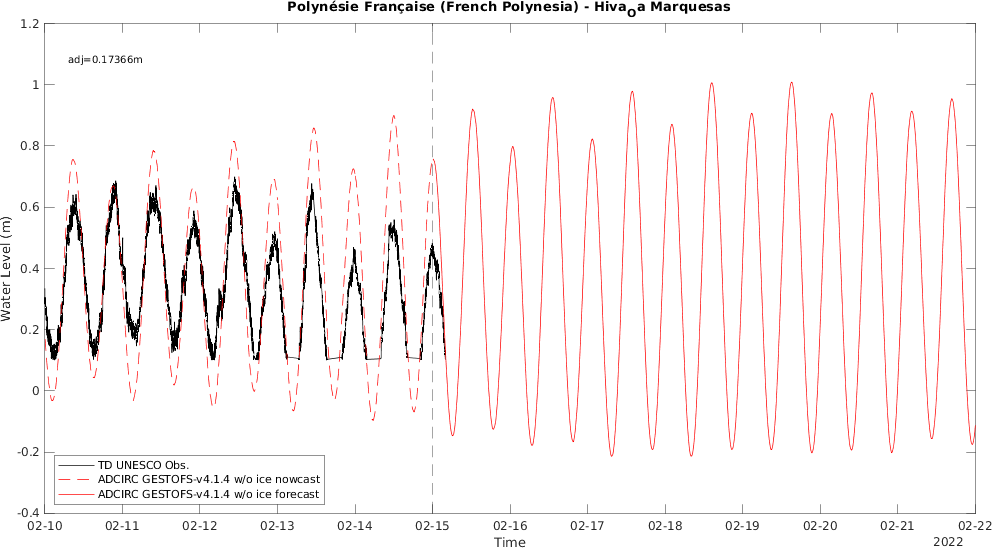 Polynésie Française (French Polynesia) - Hiva_Oa Marquesas
1.2
adj=0.17366m
1
0.8
0.6
Water Level (m)
0.4
0.2
0
-0.2
TD UNESCO Obs.
ADCIRC GESTOFS-v4.1.4 w/o ice nowcast
ADCIRC GESTOFS-v4.1.4 w/o ice forecast
-0.4
02-10 02-11 02-12 02-13 02-14 02-15 02-16 02-17 02-18 02-19 02-20 02-21 02-22
Time
2022